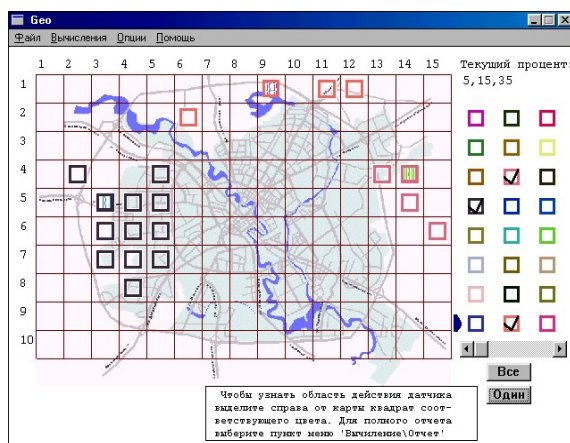 Geo
Файл Вычисления Опции Помощь
1 2 3 4 5 6 7 8 9 10 11 12 13 14 15
Текущий процент:
5,15,35
1
2
3
4
5
6
7
8
9
10
Все
Один
Чтобы узнать область действия датчика
выделите справа от карты квадрат соот-
ветствующего цвета. Для полного отчета
выберите пункт меню 'Вычиление\Отчет'